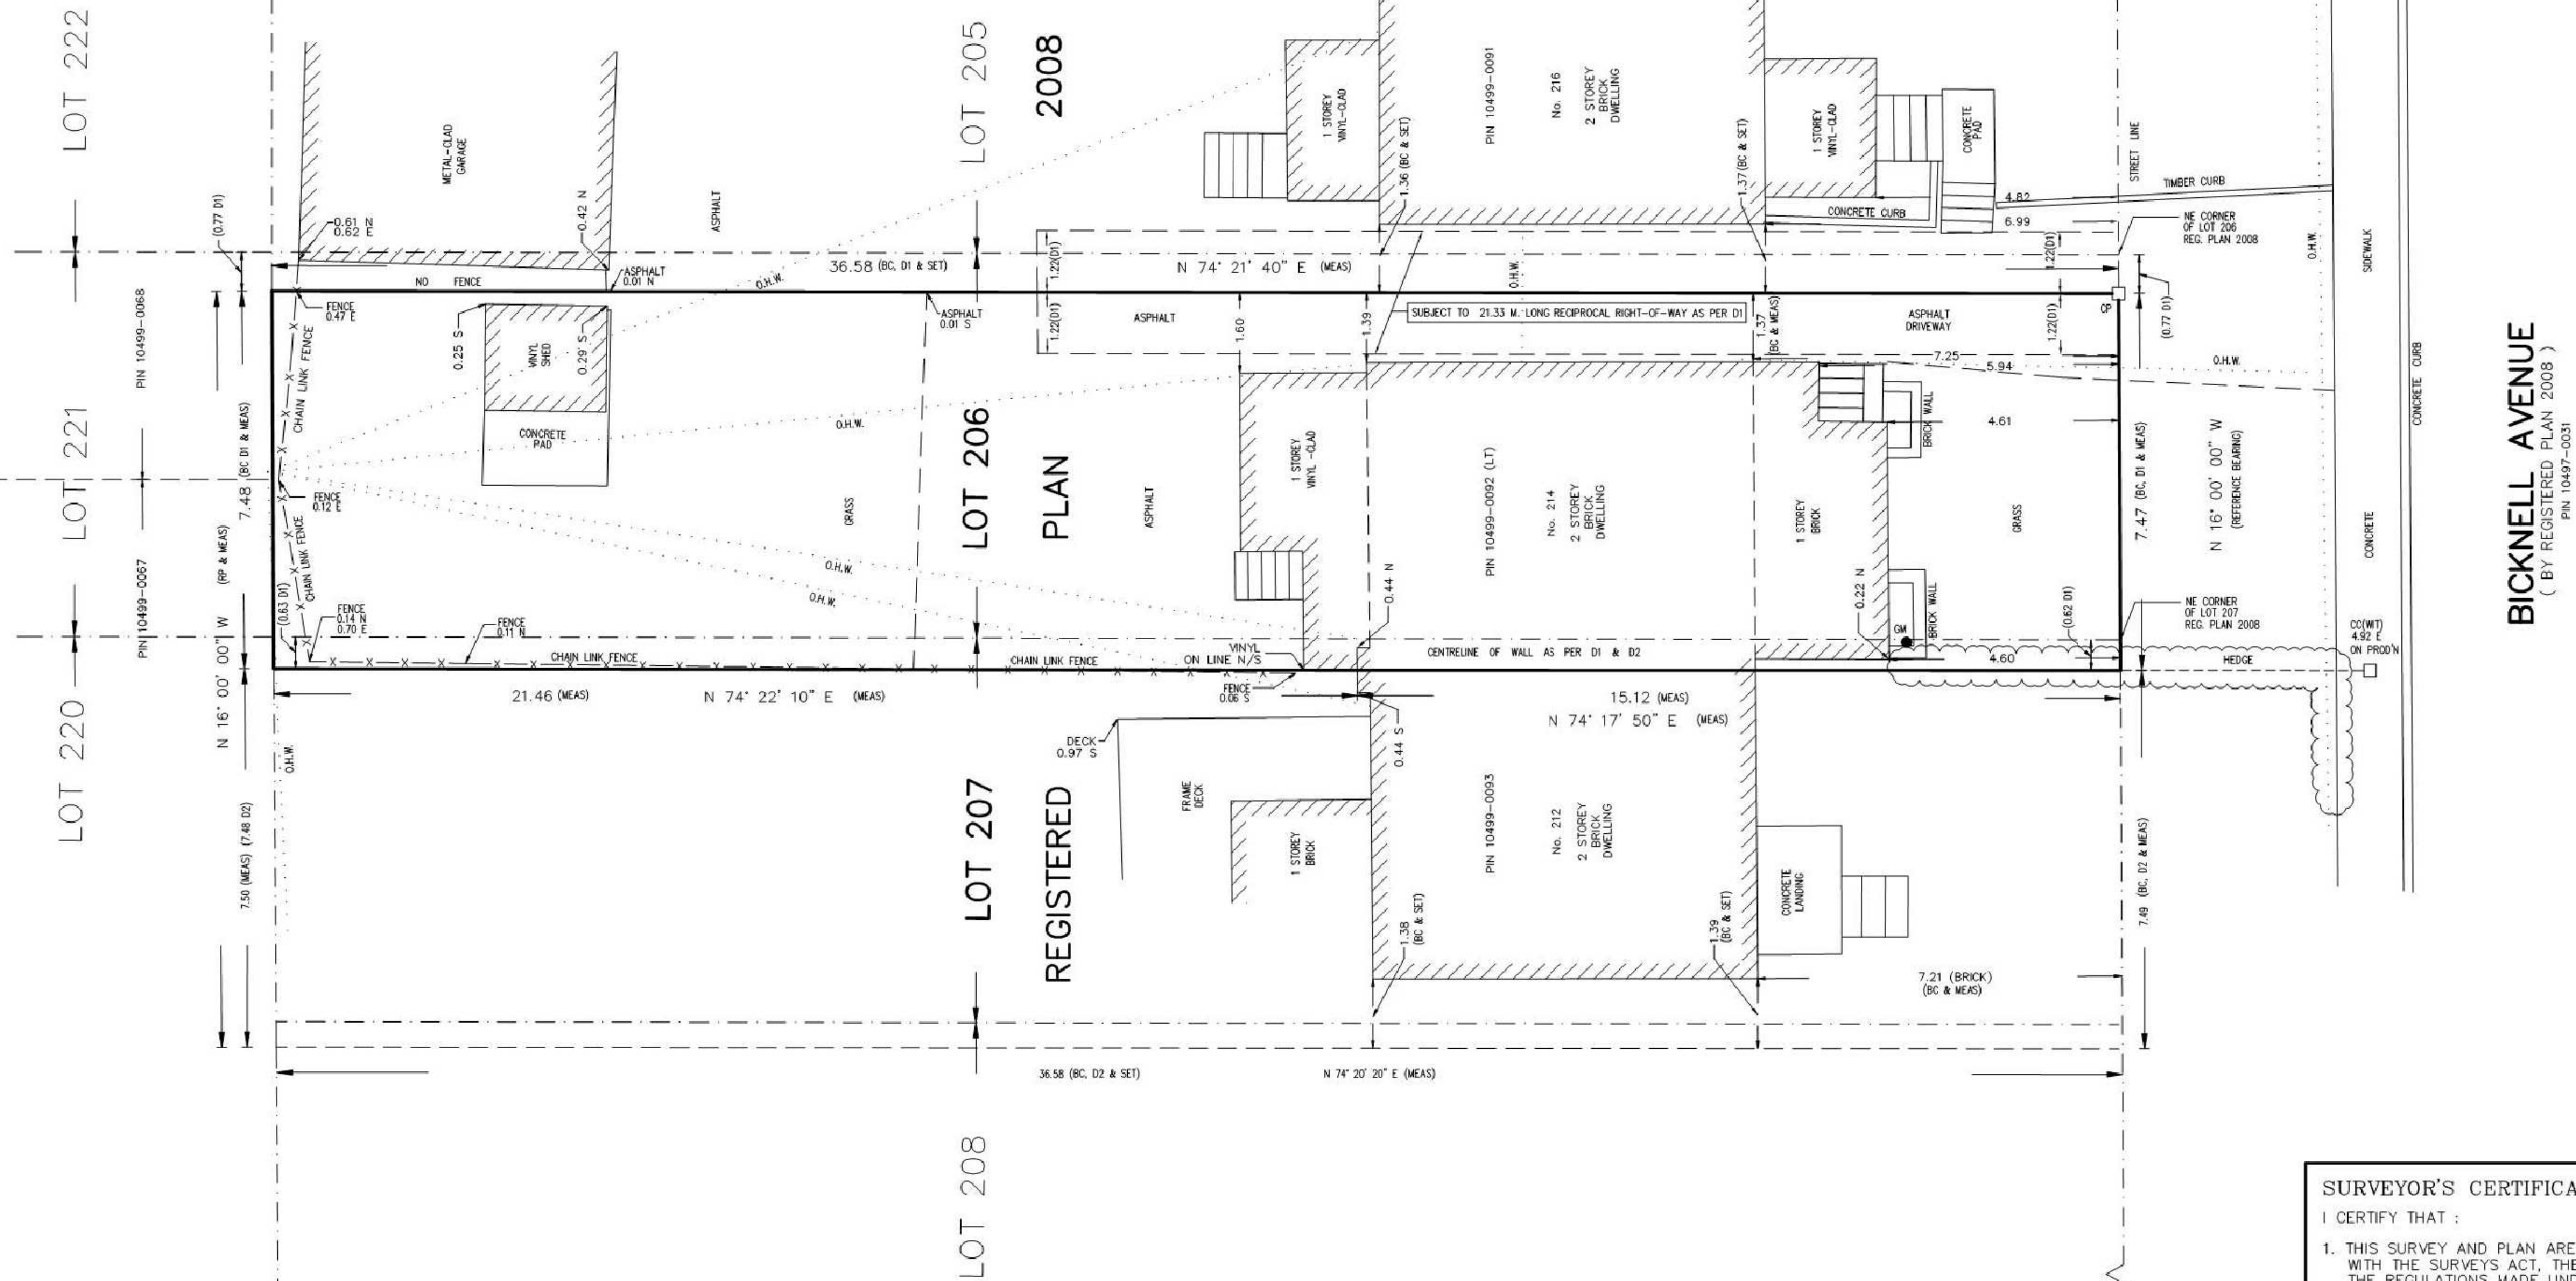 LOT 222
LOT 221
LOT 220
PIN 10499-0068
PIN 10499-0067
(0.77 D1)
7.48 (BC D1 & MEAS)
N 16° 00' 00" W (RP & MEAS)
7.50 (MEAS) (7.48 D2)
METAL-CLAD
GARAGE
0.61 N
0.62 E
0.42 N
ASPHALT
NO FENCE
ASPHALT
0.01 N
36.58 (BC, D1 & SET)
N 74° 21' 40" E (MEAS)
O.H.W.
O.H.W.
FENCE
0.47 E
CHAIN LINK FENCE
0.25 S
VINYL
SHED
0.29 S
CONCRETE
PAD
FENCE
0.12 E
CHAIN LINK FENCE
(0.63 D1)
FENCE
0.14 N
0.70 E
FENCE
0.11 N
CHAIN LINK FENCE
CHAIN LINK FENCE
GRASS
O.H.W.
O.H.W.
O.H.W.
O.H.W.
ASPHALT
0.01 S
LOT 205
LOT 206
LOT 207
LOT 208
2008
PLAN
REGISTERED
1 STOREY
VINYL-CLAD
PIN 10499-0091
No. 216
2 STOREY
BRICK
DWELLING
1.36 (BC & SET)
1.37 (BC & SET)
1 STOREY
VINYL-CLAD
CONCRETE
PAD
CONCRETE CURB
4.82
6.99
STREET LINE
TIMBER CURB
NE CORNER
OF LOT 206
REG. PLAN 2008
O.H.W.
SIDEWALK
1.22(D1)
1.22(D1)
ASPHALT
1.60
1.39
SUBJECT TO 21.33 M. LONG RECIPROCAL RIGHT-OF-WAY AS PER D1
1.37
(BC & MEAS)
ASPHALT
DRIVEWAY
1.22(D1)
1.22(D1)
CP
(0.77 D1)
7.25
5.94
4.61
O.H.W.
ASPHALT
1 STOREY
VINYL -CLAD
PIN 10499-0092 (LT)
No. 214
2 STOREY
BRICK
DWELLING
1 STOREY
BRICK
BRICK WALL
BRICK WALL
GRASS
7.47 (BC, D1 & MEAS)
N 16° 00' 00" W
(REFERENCE BEARING)
CONCRETE
CONCRETE CURB
BICKNELL AVENUE
( BY REGISTERED PLAN 2008 )
PIN 10497-0031
0.44 N
0.22 N
GM
(0.62 D1)
NE CORNER
OF LOT 207
REG. PLAN 2008
CC(WIT)
4.92 E
ON PROD'N
HEDGE
4.60
VINYL
ON LINE N/S
CENTRELINE OF WALL AS PER D1 & D2
21.46 (MEAS)
N 74° 22' 10" E (MEAS)
FENCE
0.06 S
15.12 (MEAS)
N 74° 17' 50" E (MEAS)
DECK
0.97 S
0.44 S
FRAME
DECK
1 STOREY
BRICK
PIN 10499-0093
No. 212
2 STOREY
BRICK
DWELLING
1.38
(BC & SET)
1.39
(BC & SET)
CONCRETE
LANDING
7.21 (BRICK)
(BC & MEAS)
7.49 (BC, D2 & MEAS)
36.58 (BC, D2 & SET)
N 74° 20' 20" E (MEAS)
SURVEYOR'S CERTIFICA
I CERTIFY THAT :
1. THIS SURVEY AND PLAN ARE
WITH THE SURVEYS ACT, THE
THE REGULATIONS MADE UND